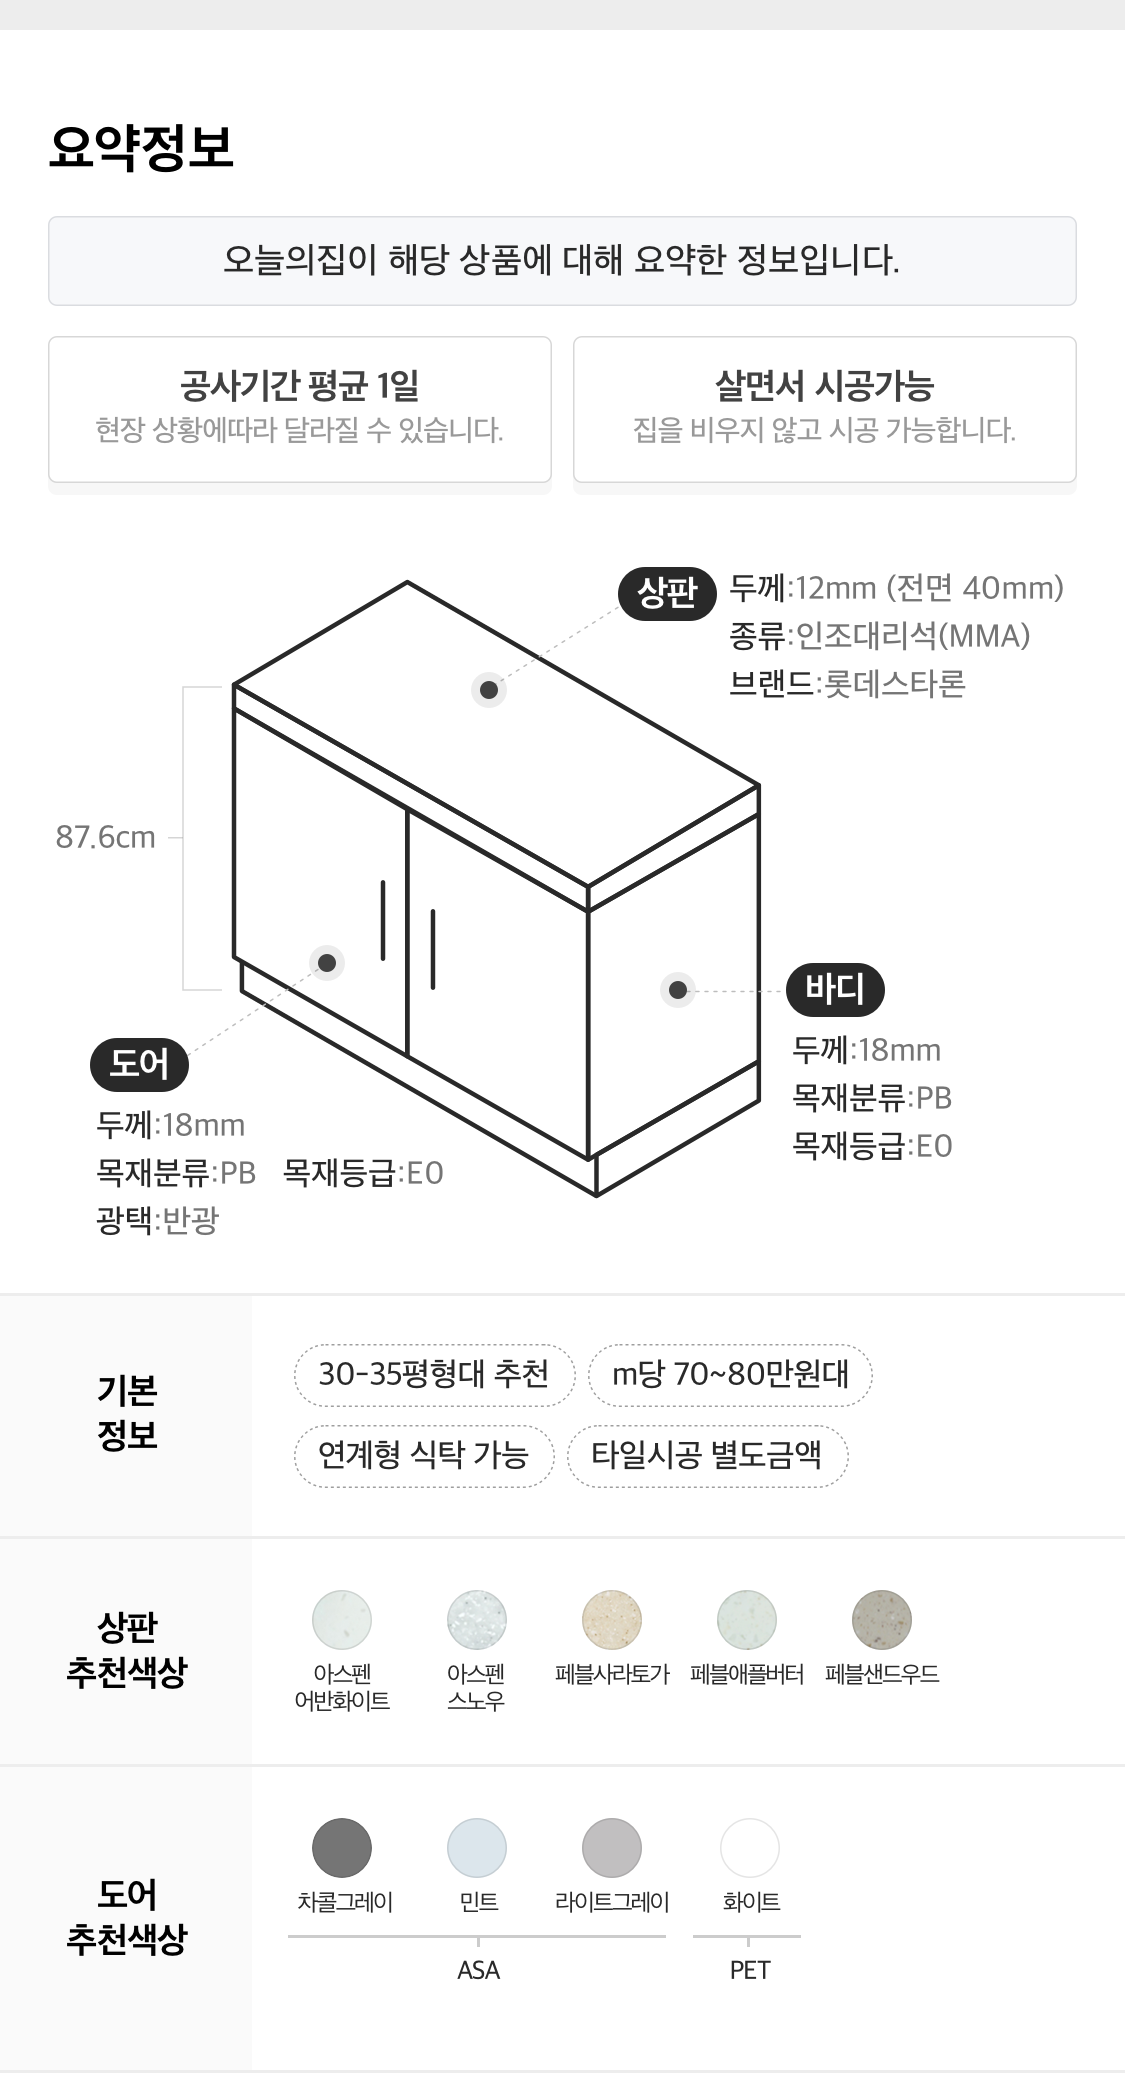 요약정보
오늘의집이 해당 상품에 대해 요약한 정보입니다.
공사기간 평균 1일
현장 상황에따라 달라질 수 있습니다.
살면서 시공가능
집을 비우지 않고 시공 가능합니다.
상판
두께:12mm (전면 40mm)
종류:인조대리석(MMA)
브랜드:롯데스타론
87.6cm
바디
두께:18mm
목재분류:PB
목재등급:E0
도어
두께:18mm
목재분류:PB 목재등급:E0
광택:반광
기본
정보
30-35평형대 추천
m당 70~80만원대
연계형 식탁 가능
타일시공 별도금액
상판
추천색상
아스펜
어반화이트
아스펜
스노우
페블사라토가
페블애플버터
페블샌드우드
도어
추천색상
차콜그레이
민트
라이트그레이
화이트
ASA
PET